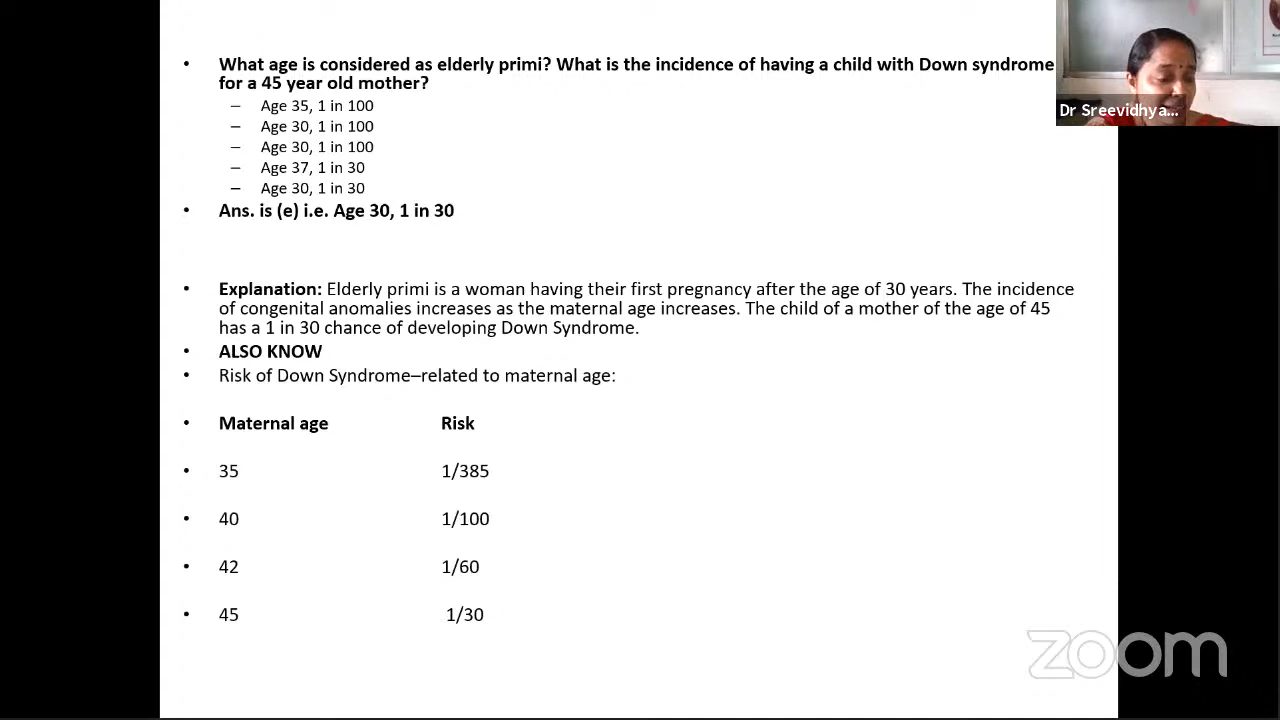 • What age is considered as elderly primi? What is the incidence of having a child with Down syndrome
for a 45 year old mother?
– Age 35, 1 in 100
– Age 30, 1 in 100
– Age 30, 1 in 100
– Age 37, 1 in 30
– Age 30, 1 in 30
• Ans. is (e) i.e. Age 30, 1 in 30
• Explanation: Elderly primi is a woman having their first pregnancy after the age of 30 years. The incidence
of congenital anomalies increases as the maternal age increases. The child of a mother of the age of 45
has a 1 in 30 chance of developing Down Syndrome.
• ALSO KNOW
• Risk of Down Syndrome–related to maternal age:
• Maternal age Risk
• 35 1/385
• 40 1/100
• 42 1/60
• 45 1/30
Dr Sreevidhya...
zoom